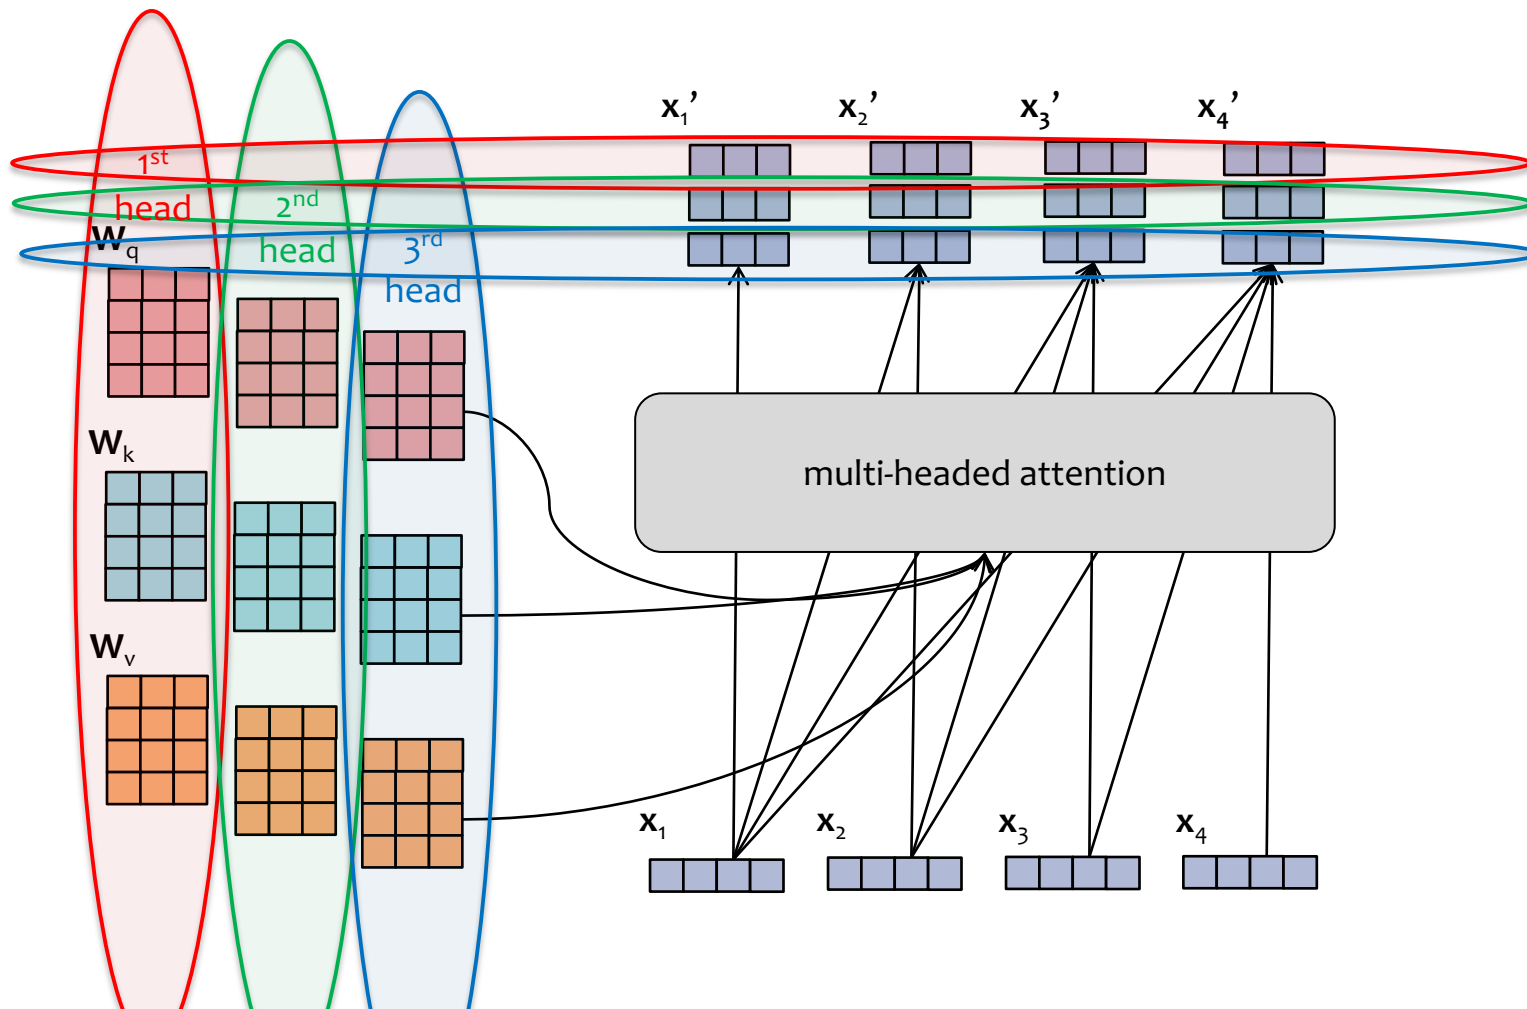 x₁’ x₂’ x₃’ x₄’
1st
head
2nd
head
3rd
head
Wq
Wk
Wv
multi-headed attention
x₁ x₂ x₃ x₄